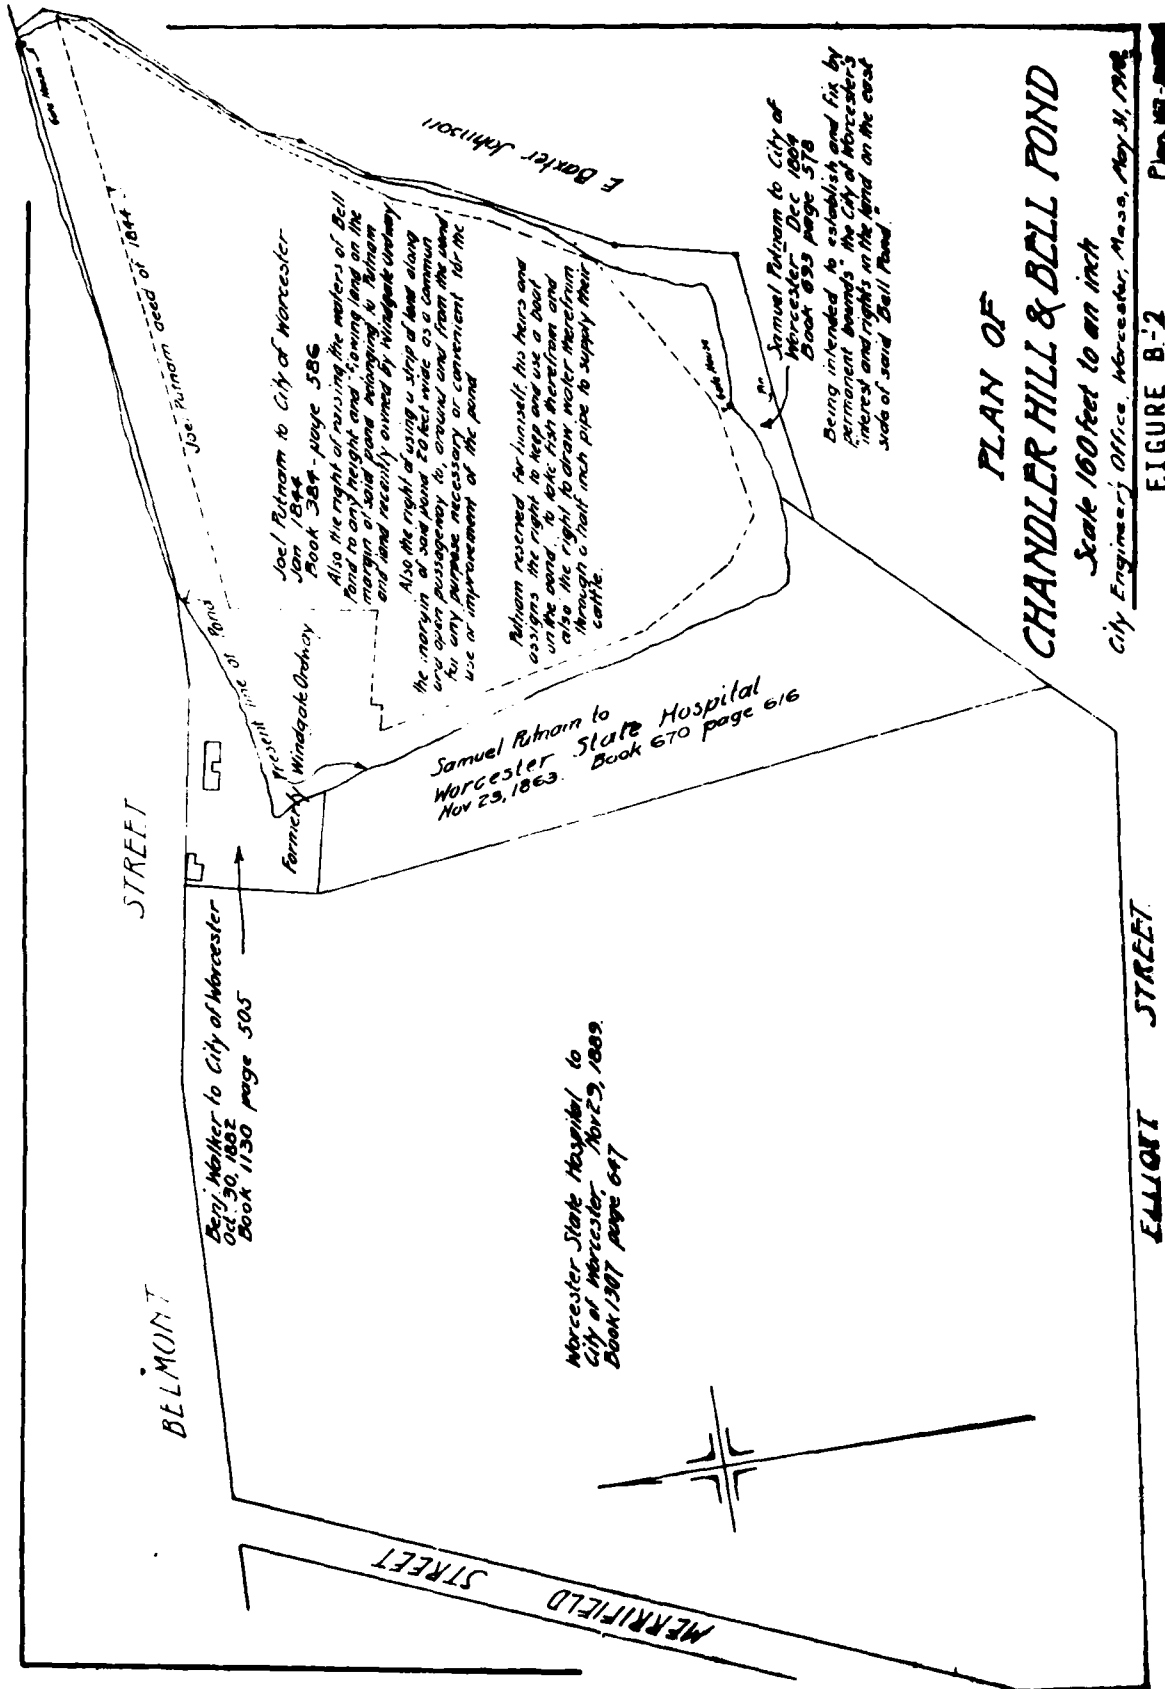 BELMONT STREET
MERRIFIELD STREET
Benj. Walker to City of Worcester
Oct. 30, 1882
Book 1130 page 505
Formerly Windgate Ordway
Present line of Pond
Joel Putnam deed of 1844
Gate House
Joel Putnam to City of Worcester
Jan 1844
Book 384 - page 586
Also the right of raising the waters of Bell
Pond to any height and flowing land on the
margin of said pond belonging to Putnam
and land recently owned by Windgate Ordway
Also the right of using a strip of land along
the margin of said pond 20 feet wide as a common
and open passageway to, around and from the pond
for any purpose necessary or convenient for the
use or improvement of the pond
Putnam reserved for himself, his heirs and
assigns the right to keep and use a boat
on the pond, to take fish therefrom and
also the right to draw water therefrom
through a half inch pipe to supply their
cattle.
E Baxter Johnson
Gate House
Pin
Samuel Putnam to
Worcester State Hospital
Nov 23, 1863. Book 670 page 616
Samuel Putnam to City of
Worcester - Dec 1864
Book 693 page 578
Being intended to establish and fix by
permanent bounds "the City of Worcester's
interest and rights in the land on the east
side of said Bell Pond."
Worcester State Hospital to
City of Worcester, Nov 29, 1889.
Book 1307 page 647
PLAN OF
CHANDLER HILL & BELL POND
Scale 160 feet to an inch
City Engineer's Office, Worcester, Mass, May 31,
ELLIOTT STREET
FIGURE B-2
Plan